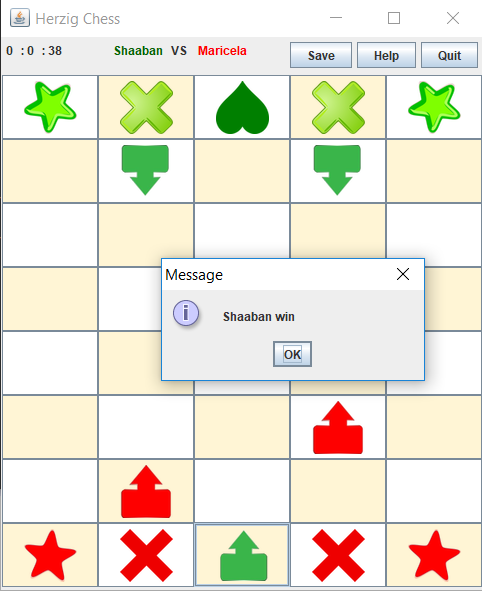 Herzig Chess
0 : 0 : 38 Shaaban VS Maricela Save Help Quit
Message
Shaaban win
OK